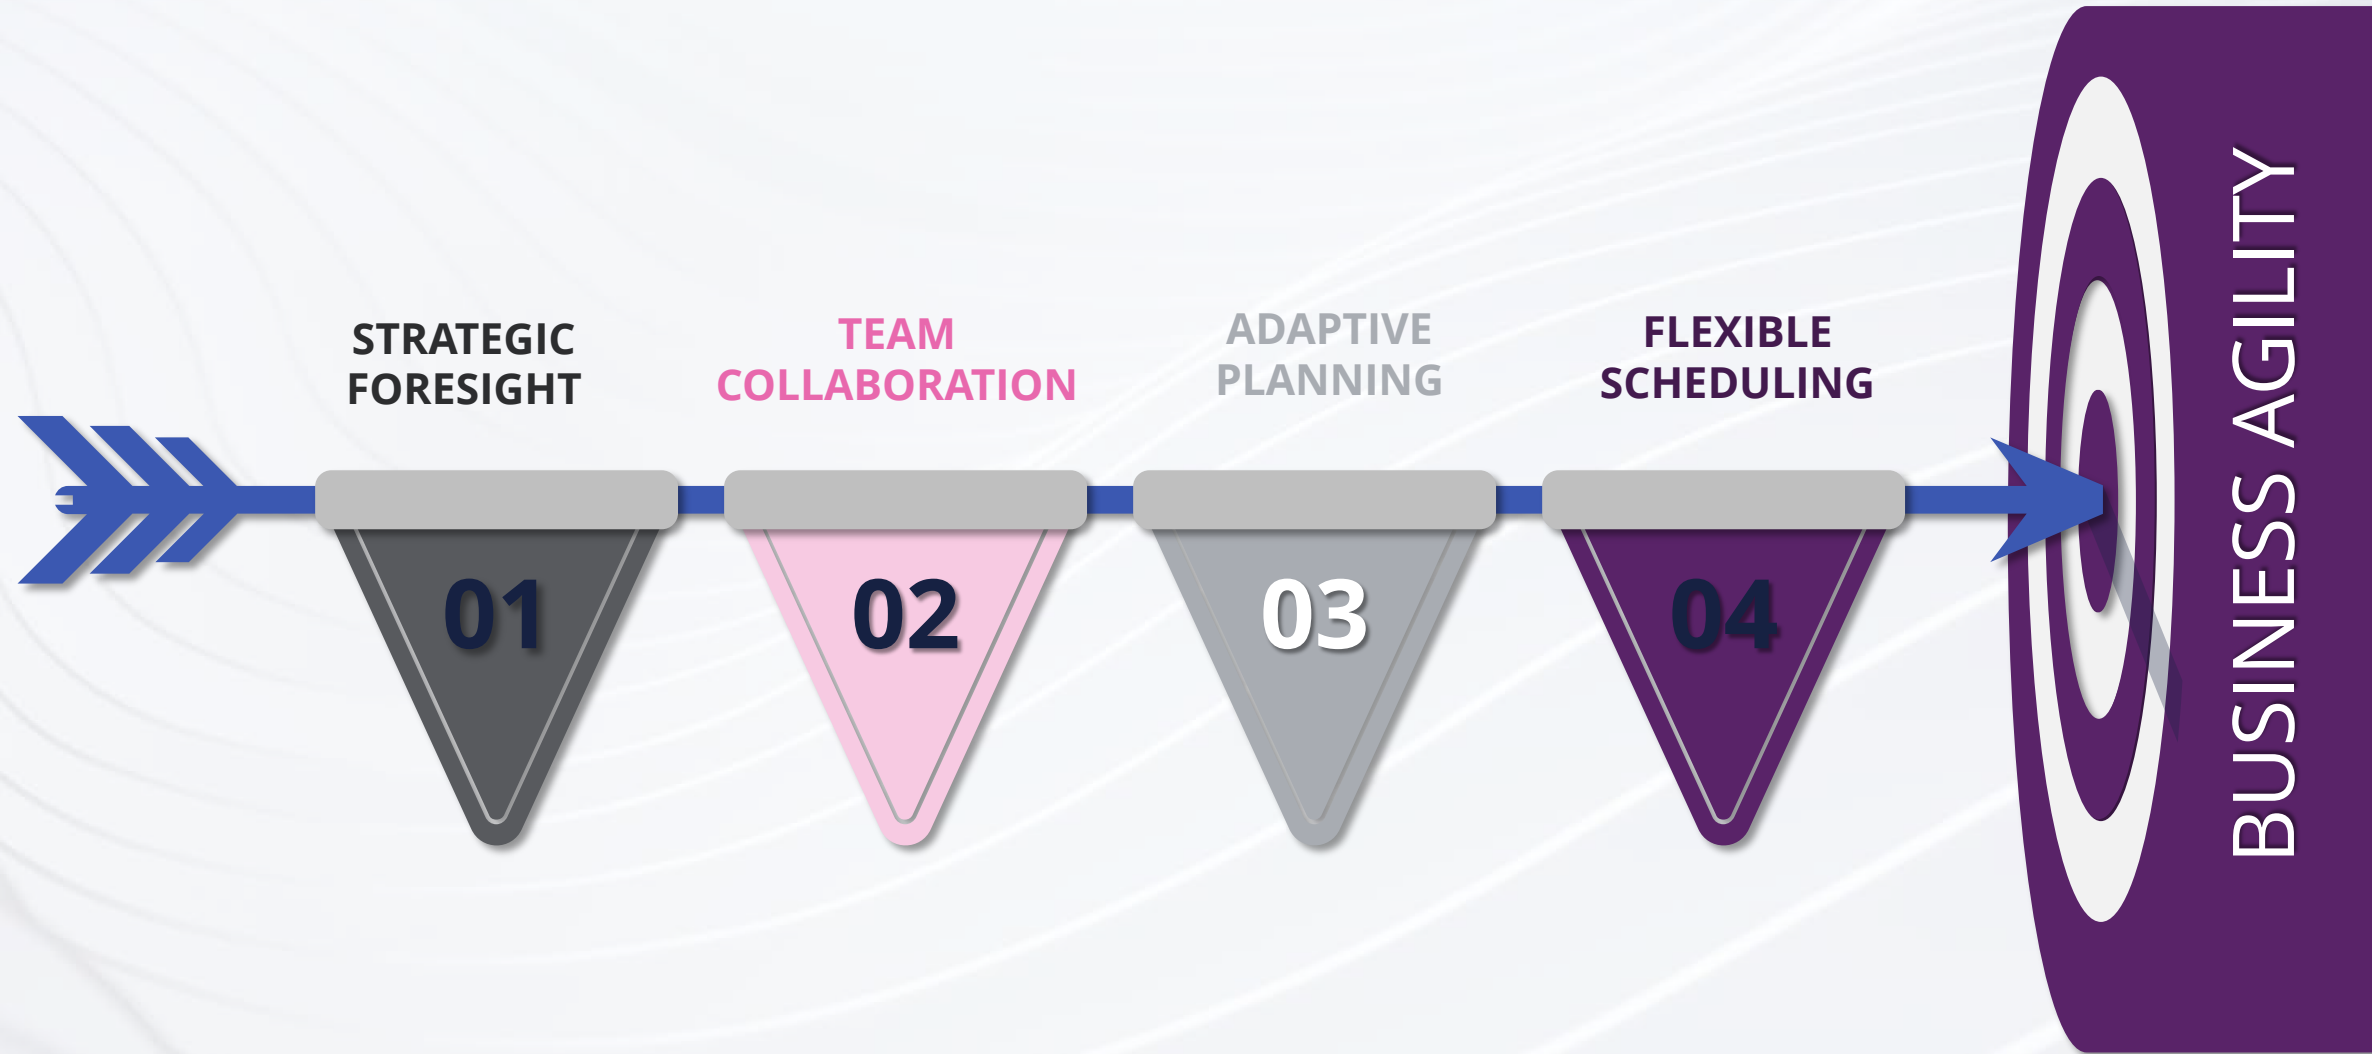 STRATEGIC
FORESIGHT
TEAM
COLLABORATION
ADAPTIVE
PLANNING
FLEXIBLE
SCHEDULING
01
02
03
04
BUSINESS AGILITY